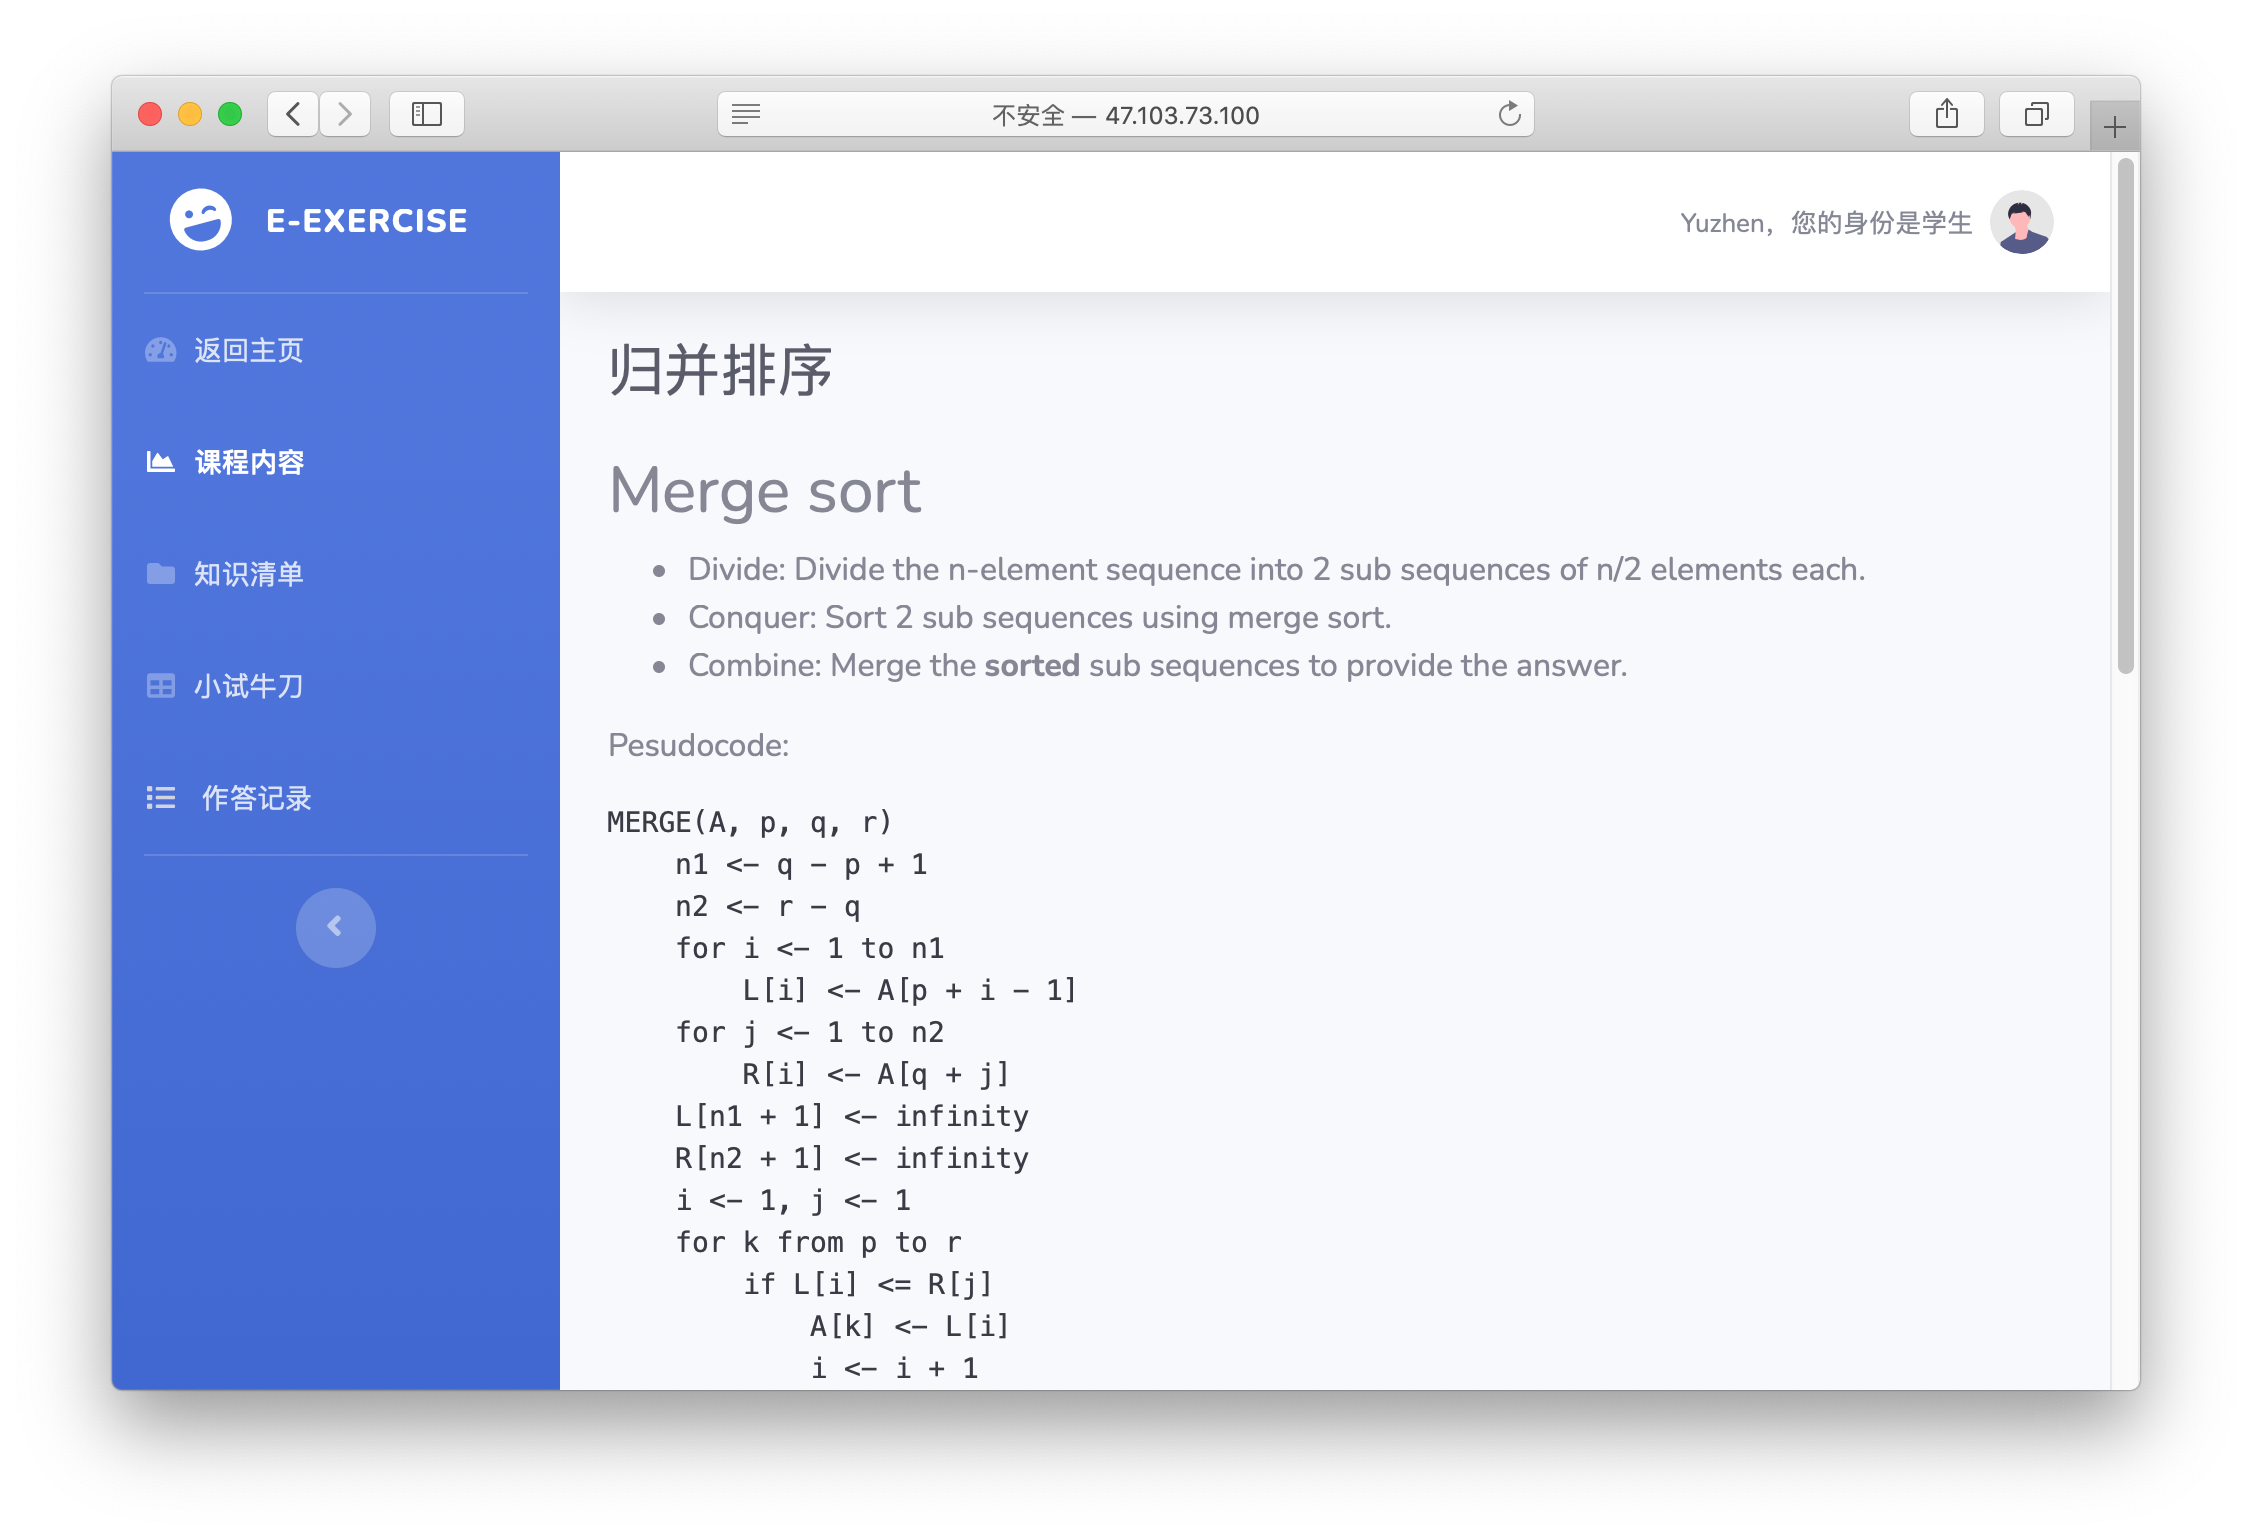 不安全 — 47.103.73.100
E-EXERCISE
Yuzhen，您的身份是学生
返回主页
课程内容
知识清单
小试牛刀
作答记录
归并排序
Merge sort
Divide: Divide the n-element sequence into 2 sub sequences of n/2 elements each.
Conquer: Sort 2 sub sequences using merge sort.
Combine: Merge the sorted sub sequences to provide the answer.
Pesudocode:
MERGE(A, p, q, r)
    n1 <- q - p + 1
    n2 <- r - q
    for i <- 1 to n1
        L[i] <- A[p + i - 1]
    for j <- 1 to n2
        R[i] <- A[q + j]
    L[n1 + 1] <- infinity
    R[n2 + 1] <- infinity
    i <- 1, j <- 1
    for k from p to r
        if L[i] <= R[j]
            A[k] <- L[i]
            i <- i + 1